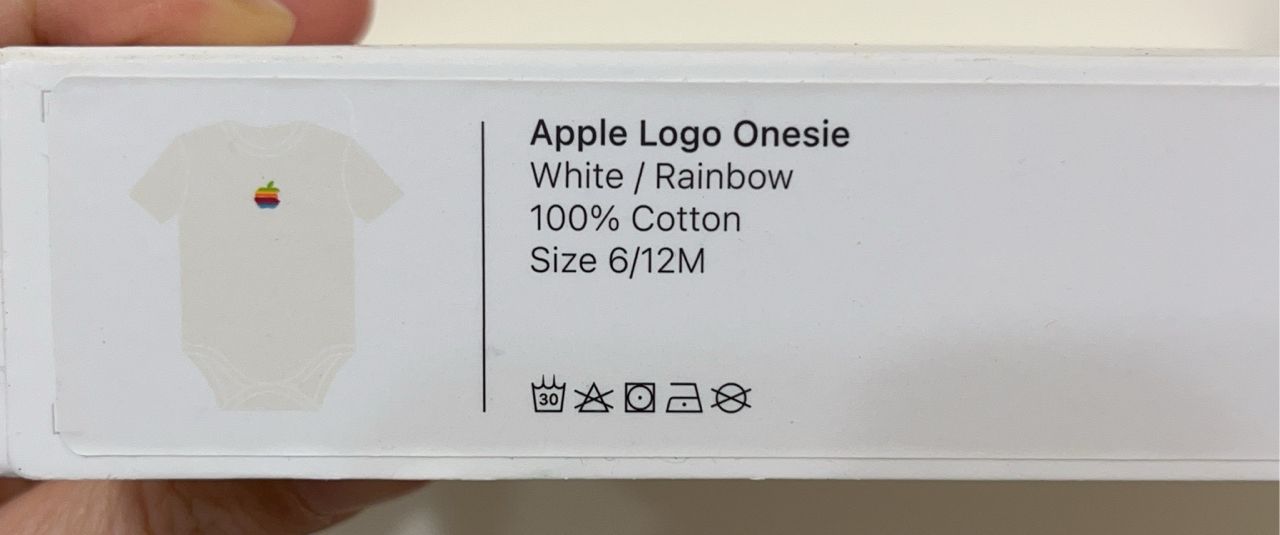 Apple Logo Onesie
White / Rainbow
100% Cotton
Size 6/12M
30